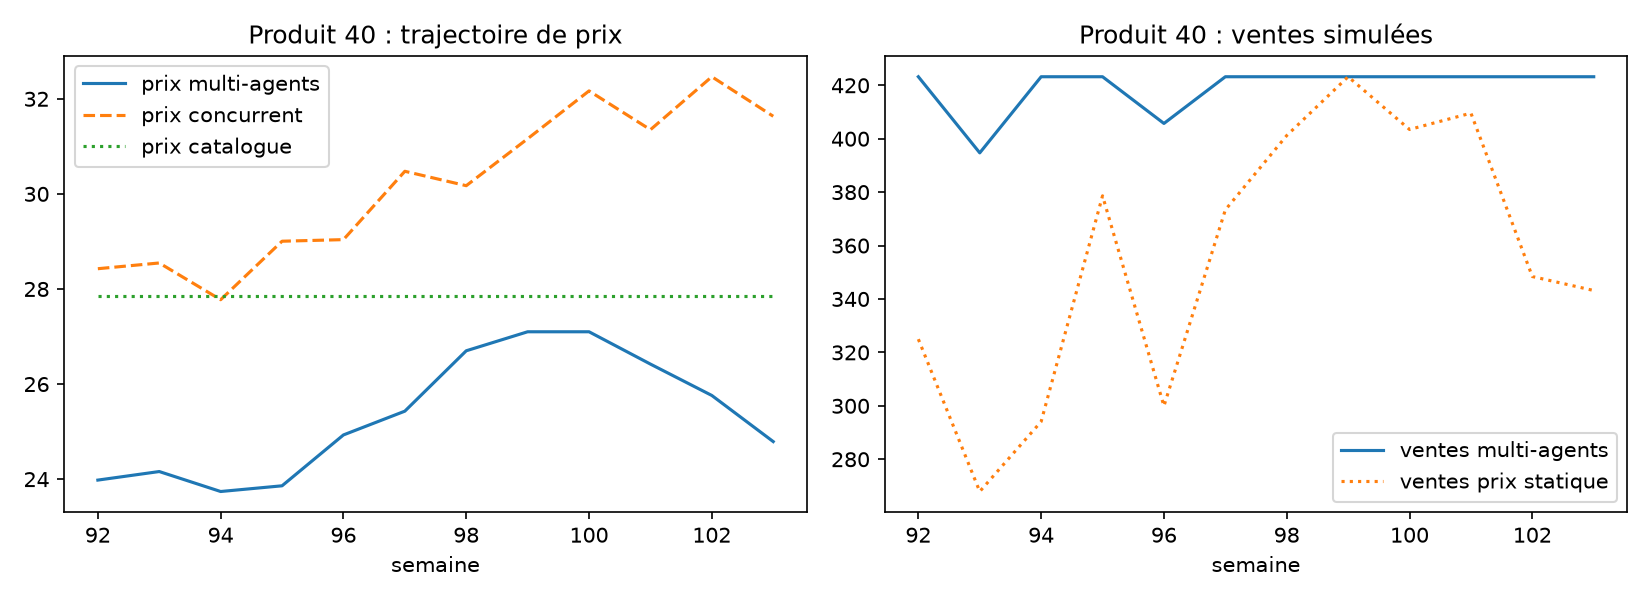 Produit 40 : trajectoire de prix
prix multi-agents
prix concurrent
prix catalogue
32
30
28
26
24
92 94 96 98 100 102
semaine
Produit 40 : ventes simulées
420
400
380
360
340
320
300
280
ventes multi-agents
ventes prix statique
92 94 96 98 100 102
semaine